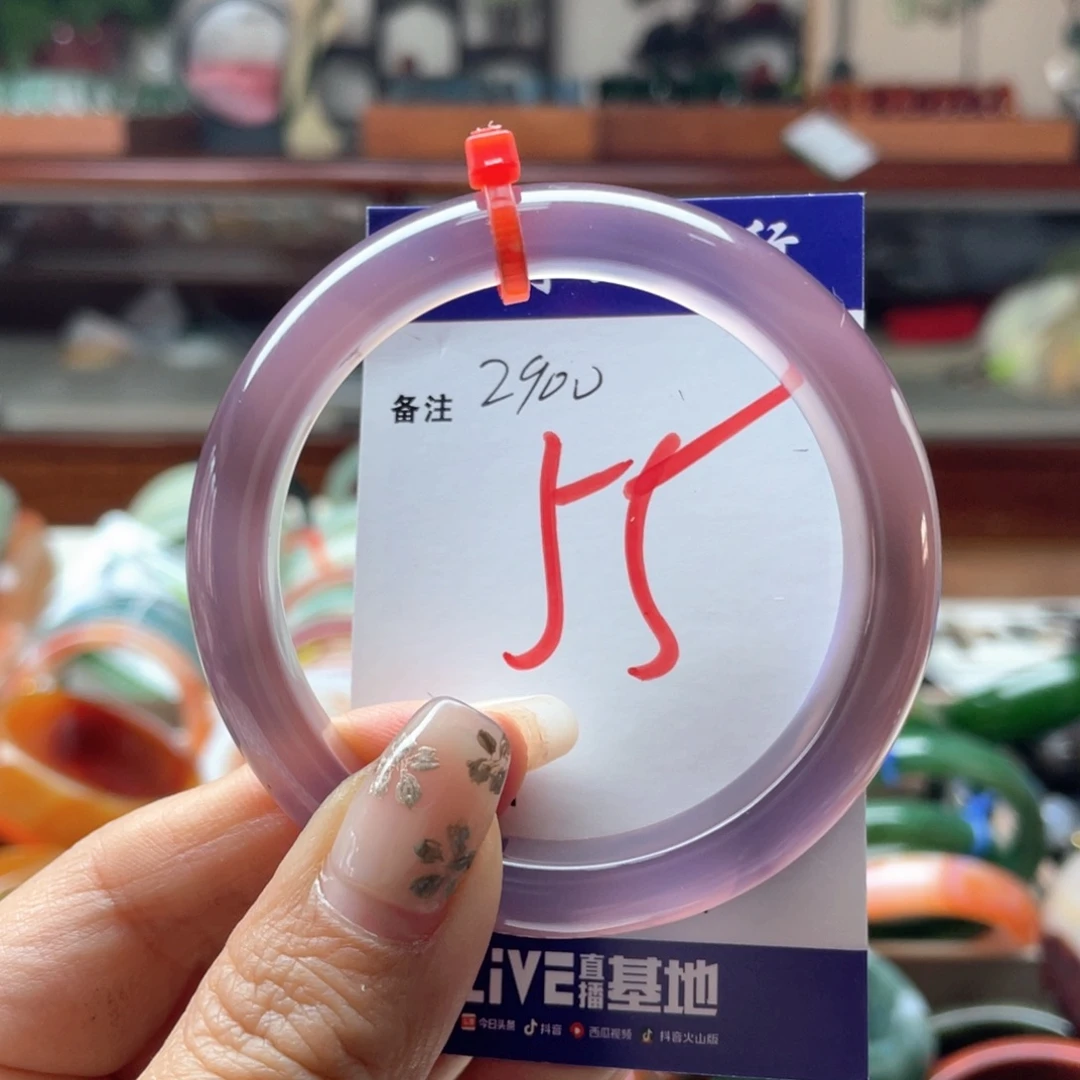 行
备注 2900
55
LiVE直播基地
今日头条 抖音 西瓜视频 抖音火山版